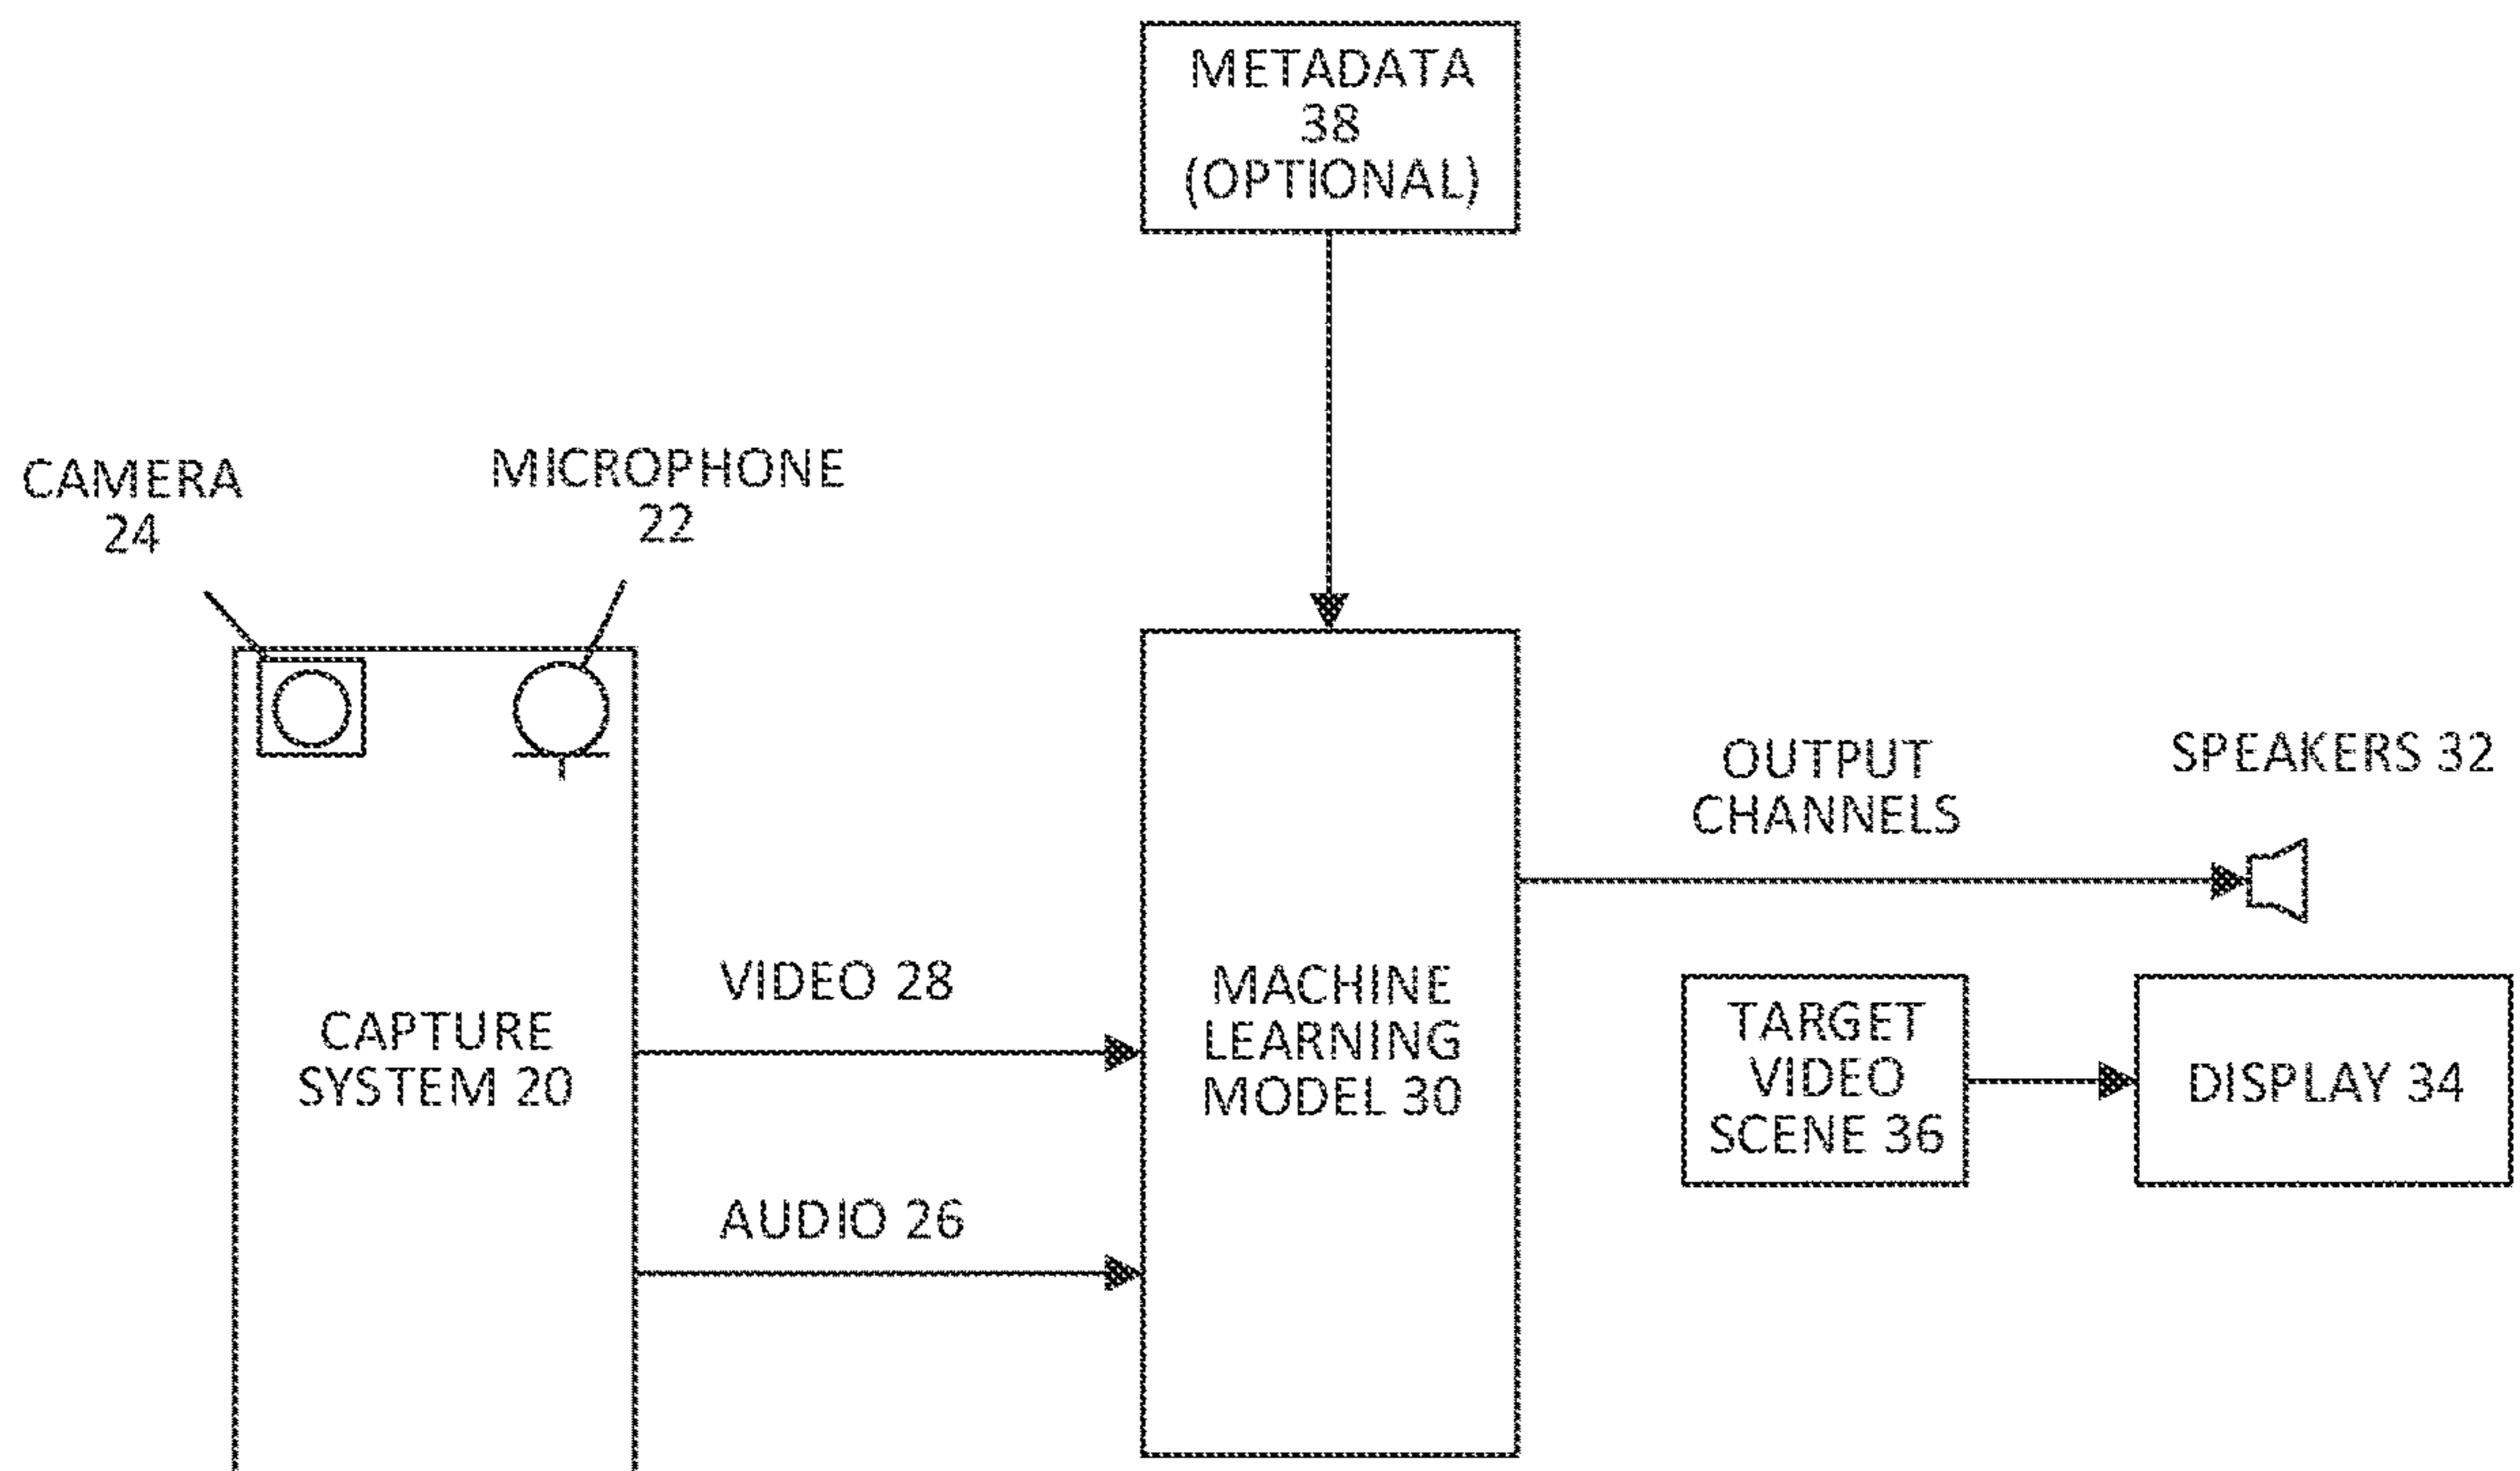 METADATA
38
(OPTIONAL)
CAMERA
24
MICROPHONE
22
CAPTURE
SYSTEM 20
VIDEO 28
AUDIO 26
MACHINE
LEARNING
MODEL 30
OUTPUT
CHANNELS
SPEAKERS 32
TARGET
VIDEO
SCENE 36
DISPLAY 34